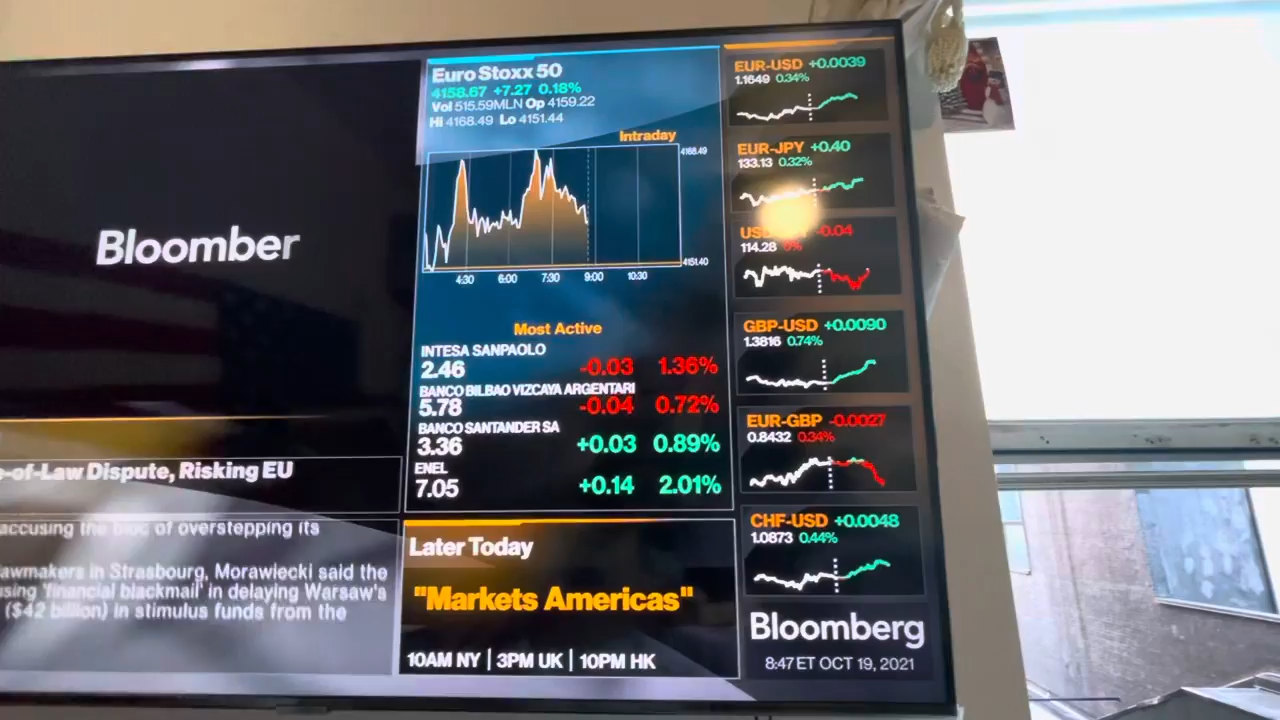 Bloomber
e-of-Law Dispute, Risking EU
accusing the bloc of overstepping its
awmakers in Strasbourg, Morawiecki said the
using 'financial blackmail' in delaying Warsaw's
($42 billion) in stimulus funds from the
Euro Stoxx 50
4158.67 +7.27 0.18%
Vol 515.59MLN Op 4159.22
Hi 4168.49 Lo 4151.44
Intraday
4168.49
4151.40
4:30 6:00 7:30 9:00 10:30
Most Active
INTESA SANPAOLO
2.46 -0.03 1.36%
BANCO BILBAO VIZCAYA ARGENTARI
5.78 -0.04 0.72%
BANCO SANTANDER SA
3.36 +0.03 0.89%
ENEL
7.05 +0.14 2.01%
Later Today
"Markets Americas"
10AM NY | 3PM UK | 10PM HK
EUR-USD +0.0039
1.1649 0.34%
EUR-JPY +0.40
133.13 0.32%
-0.04
114.28
GBP-USD +0.0090
1.3816 0.74%
EUR-GBP -0.0027
0.8432 0.34%
CHF-USD +0.0048
1.0873 0.44%
Bloomberg
8:47 ET OCT 19, 2021